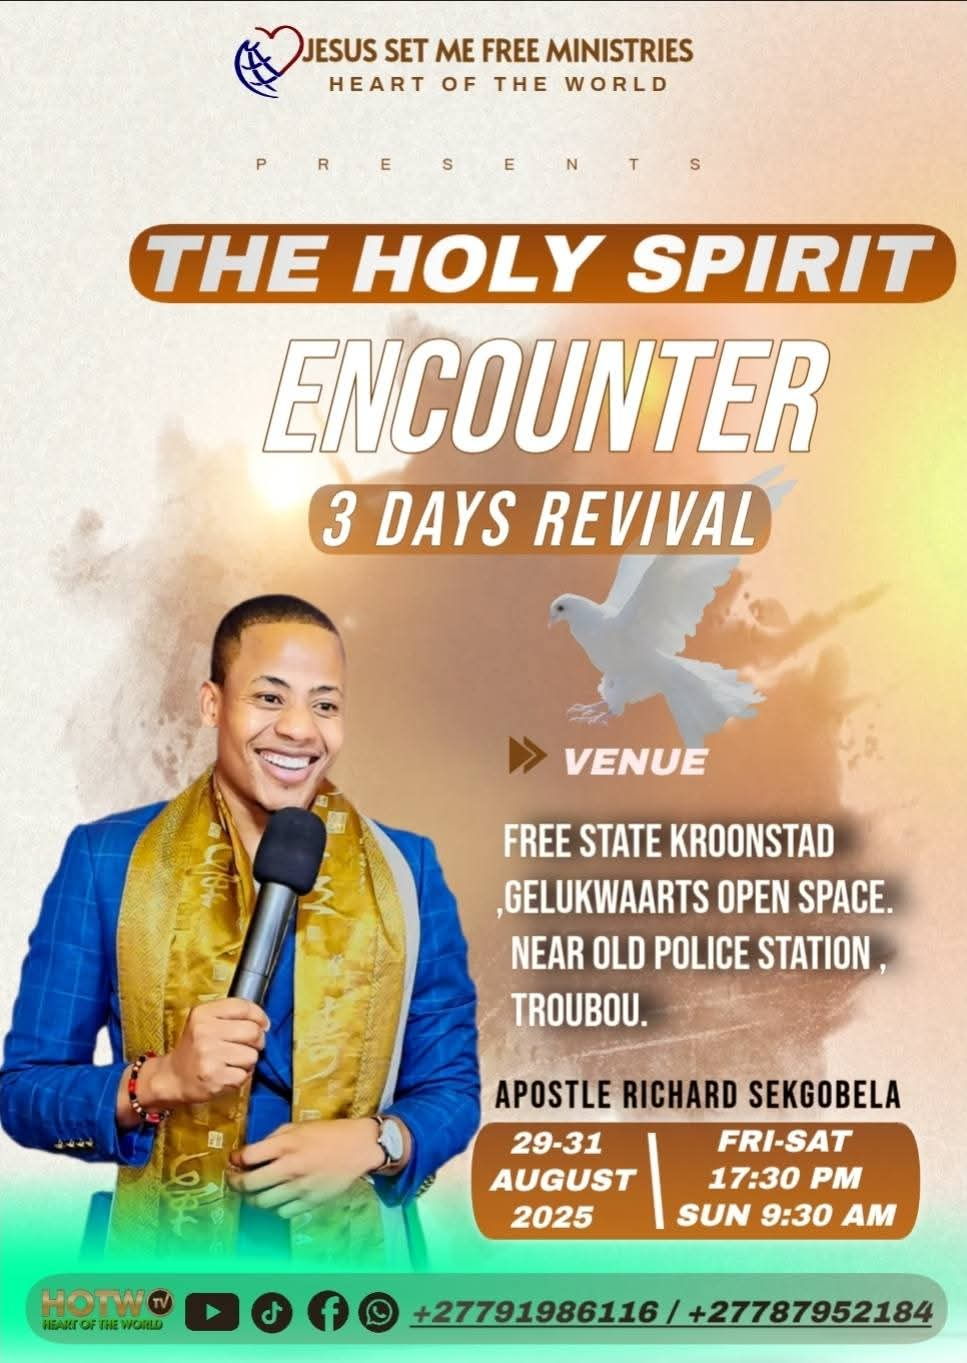 JESUS SET ME FREE MINISTRIES
HEART OF THE WORLD
PRESENTS
THE HOLY SPIRIT
ENCOUNTER
3 DAYS REVIVAL
VENUE
FREE STATE KROONSTAD
,GELUKWAARTS OPEN SPACE.
NEAR OLD POLICE STATION ,
TROUBOU.
APOSTLE RICHARD SEKGOBELA
29-31
AUGUST
2025
FRI-SAT
17:30 PM
SUN 9:30 AM
HOTW TV
HEART OF THE WORLD
+27791986116 / +27787952184